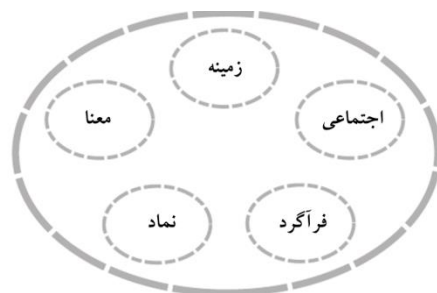 زمینه
اجتماعی
معنا
فرآگرد
نماد